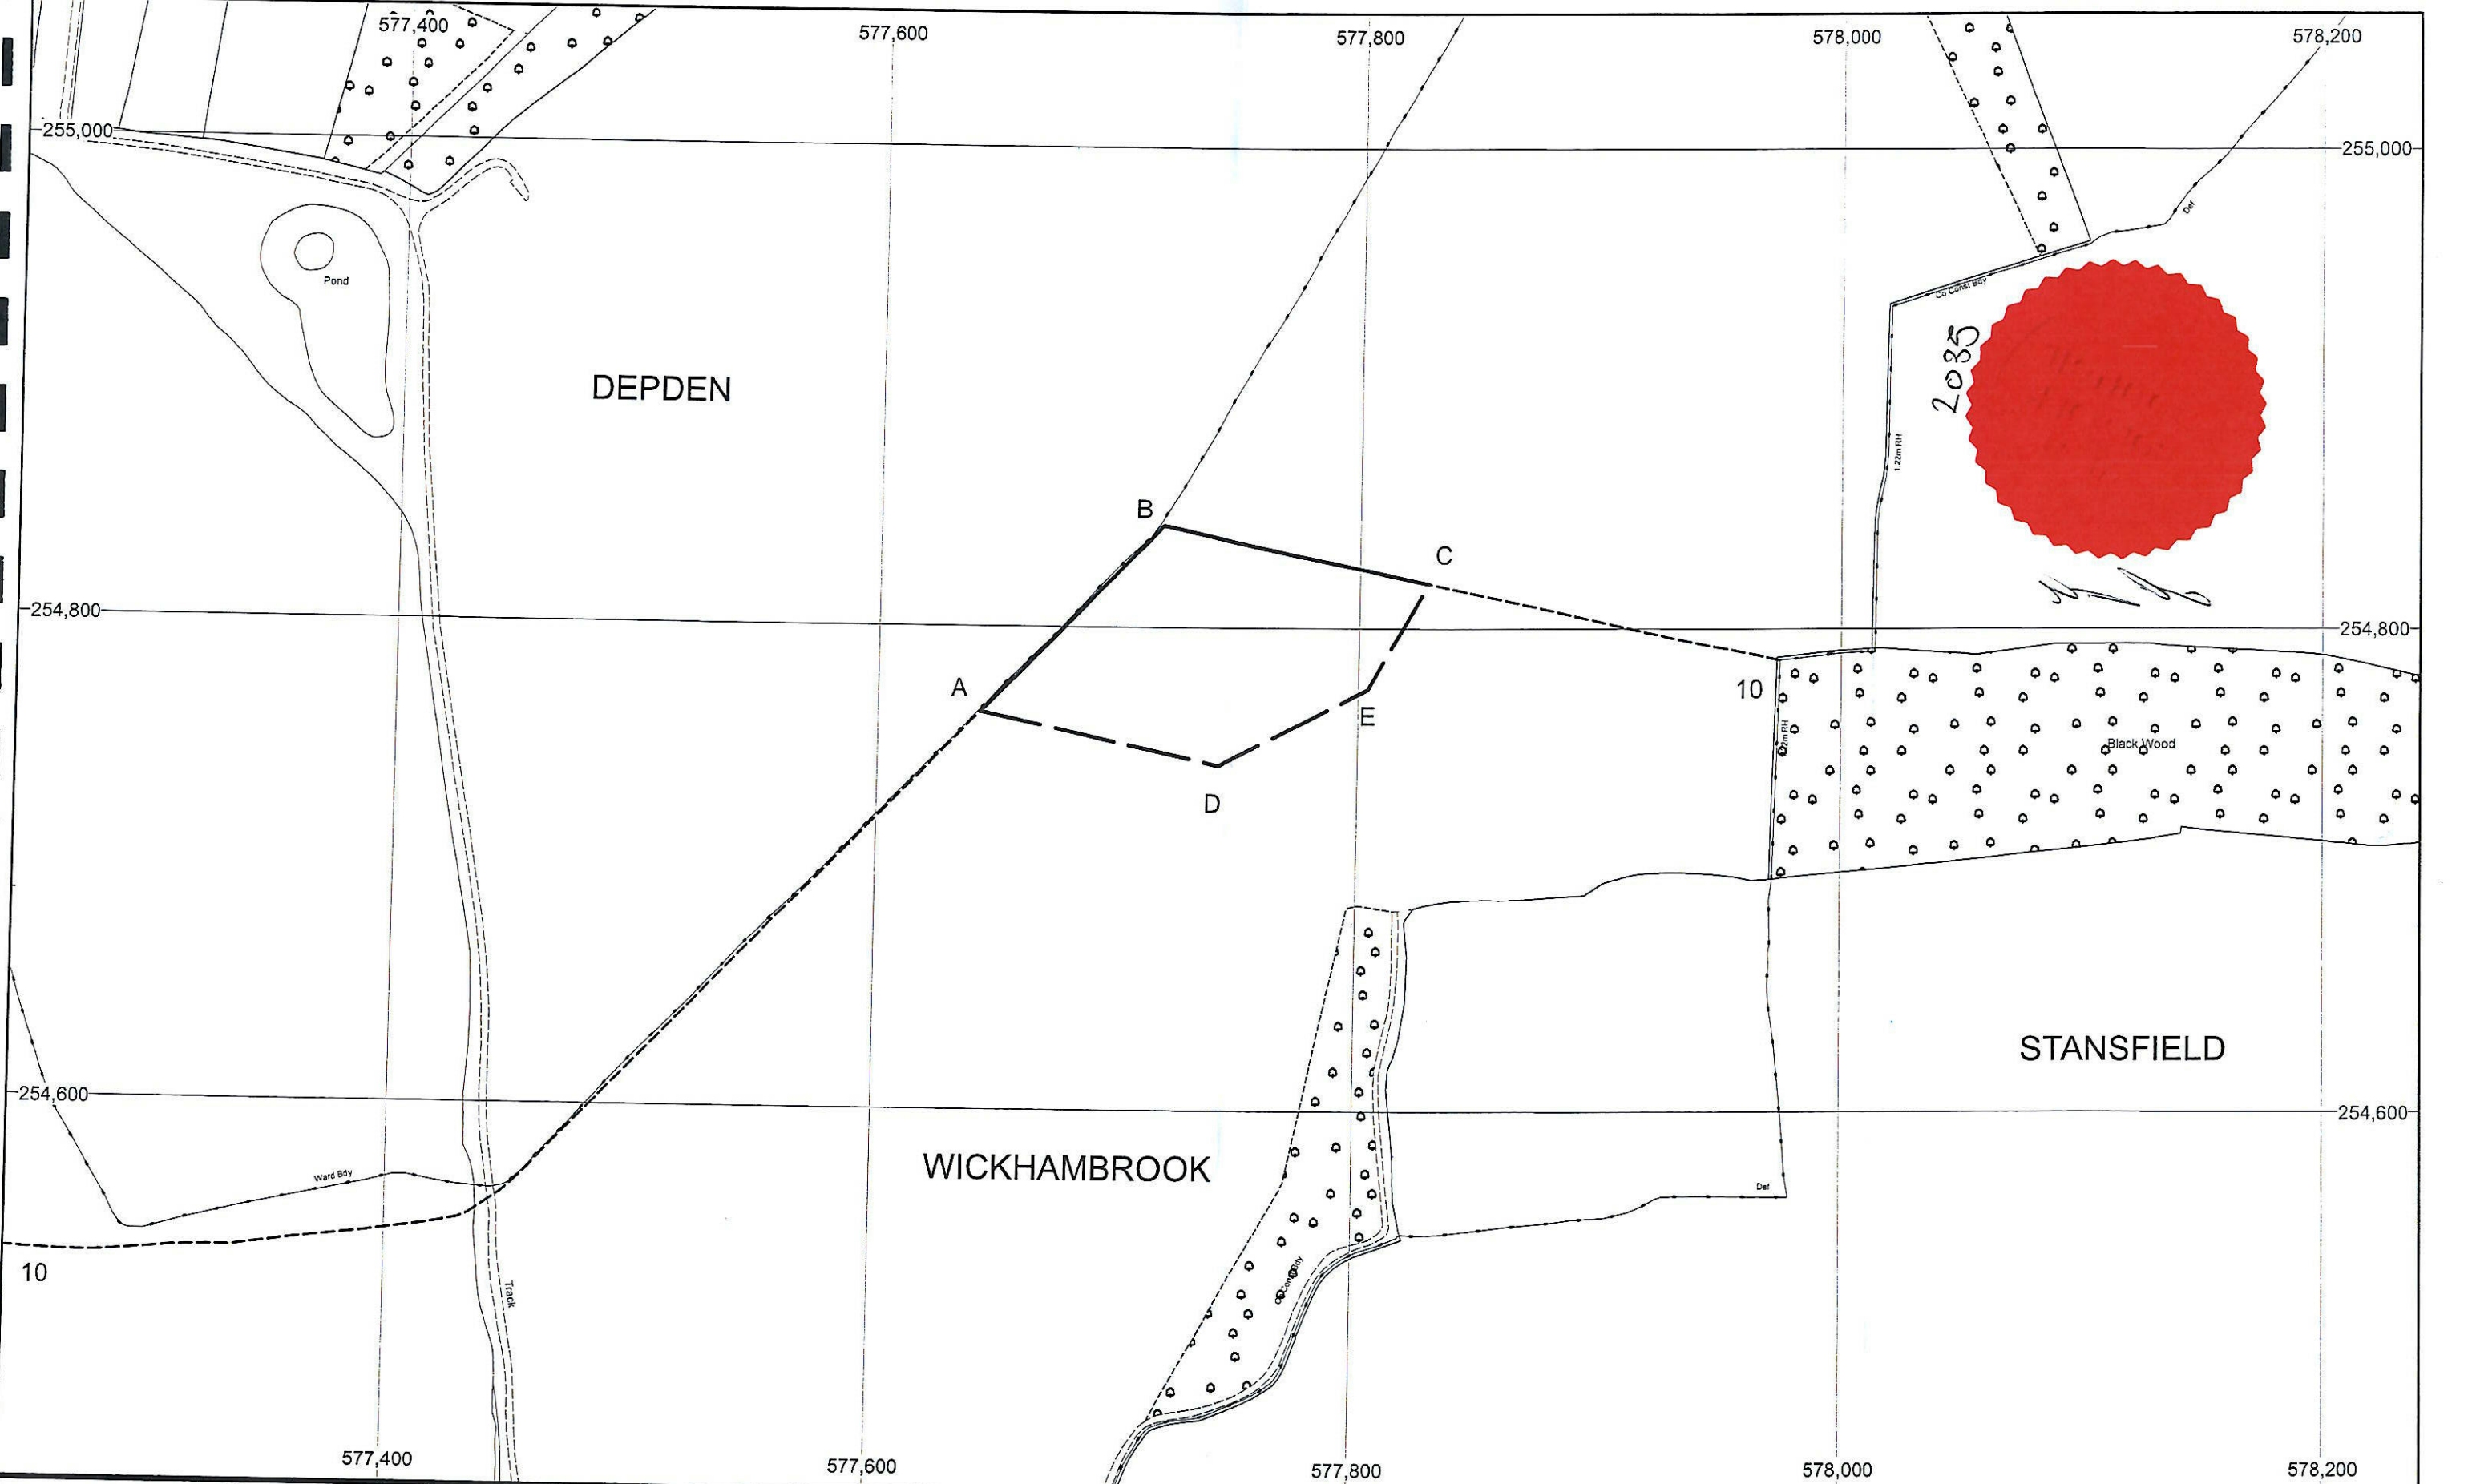 577,400
577,600
577,800
578,000
578,200
255,000
255,000
Def
Pond
Co Const Bdy
2035
DEPDEN
1.22m RH
B
C
254,800
254,800
A
10
E
Black Wood
D
254,600
254,600
STANSFIELD
WICKHAMBROOK
Ward Bdy
Def
10
Track
577,400
577,600
577,800
578,000
578,200